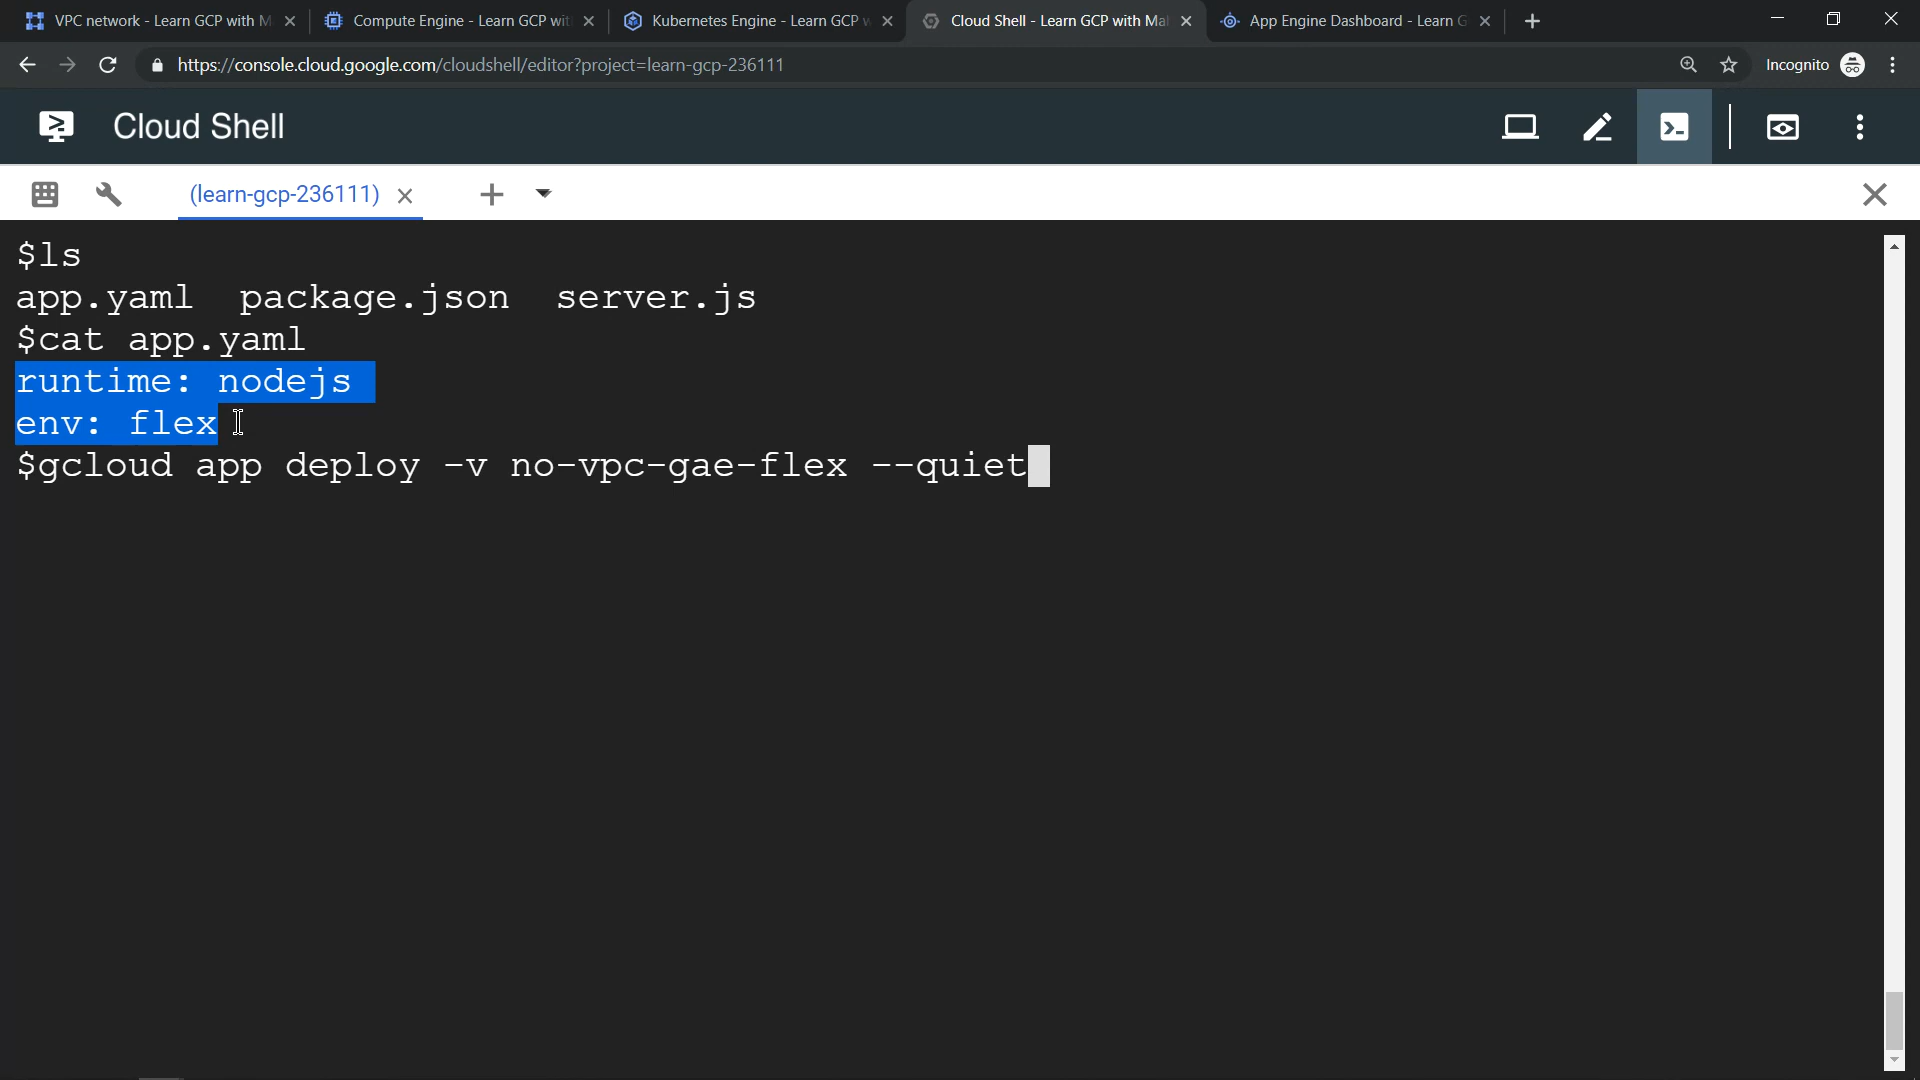 VPC network - Learn GCP with M
Compute Engine - Learn GCP wit
Kubernetes Engine - Learn GCP w
Cloud Shell - Learn GCP with Mah
App Engine Dashboard - Learn G
https://console.cloud.google.com/cloudshell/editor?project=learn-gcp-236111
Incognito
Cloud Shell
(learn-gcp-236111)
$ls
app.yaml package.json server.js
$cat app.yaml
runtime: nodejs
env: flex
$gcloud app deploy -v no-vpc-gae-flex --quiet